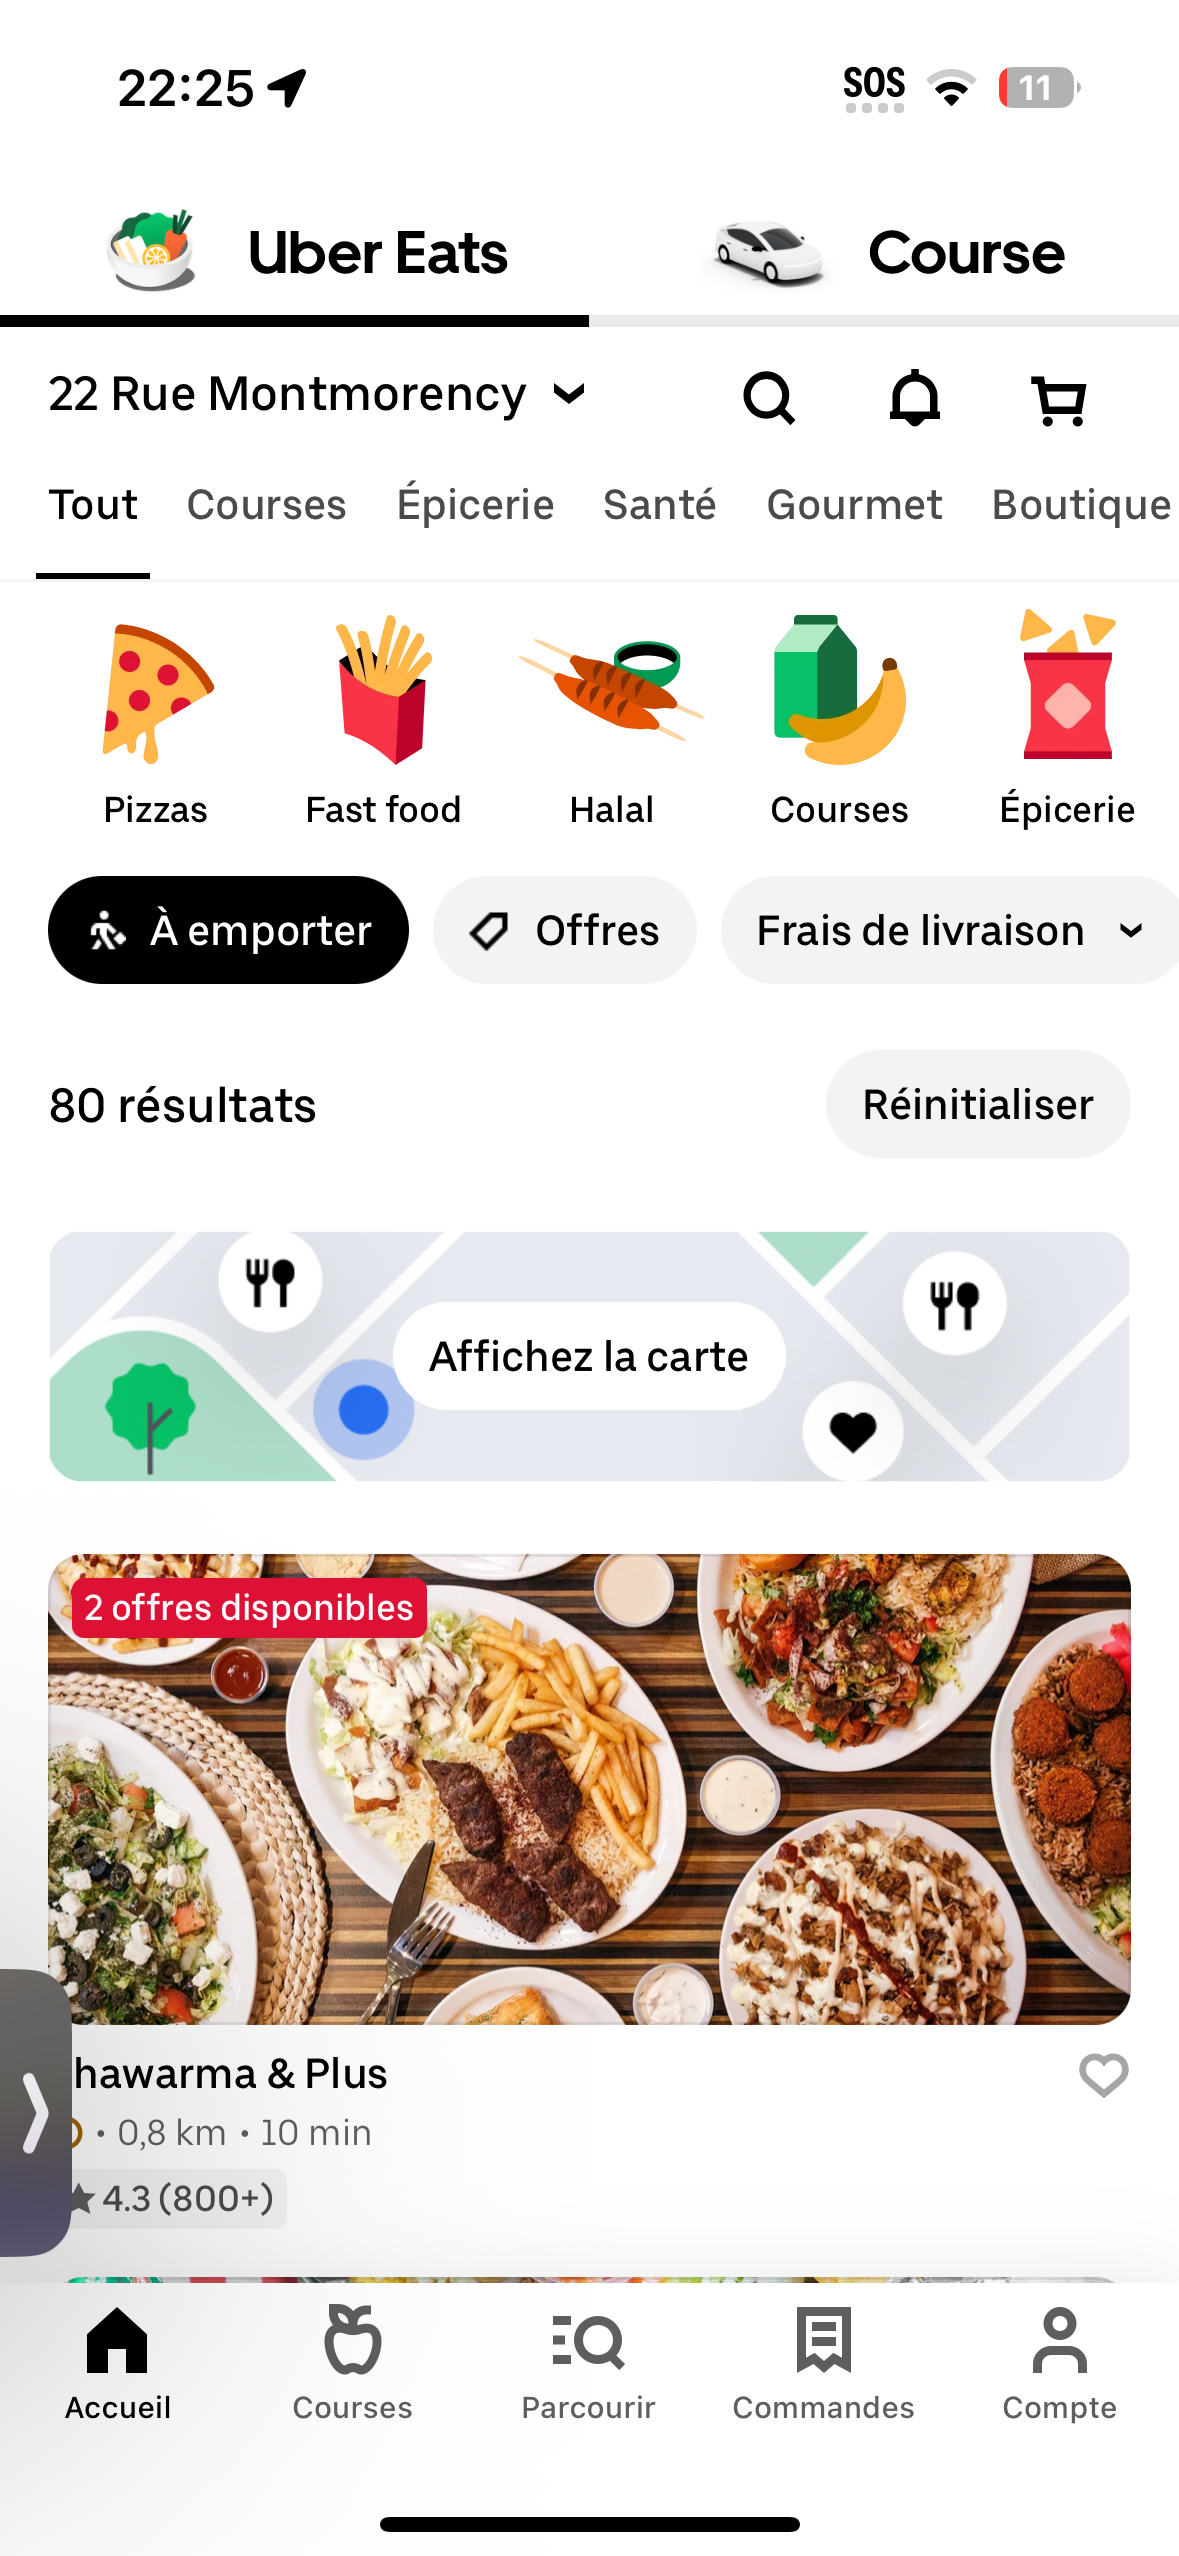 22:25
SOS
11
Uber Eats
Course
22 Rue Montmorency
Tout Courses Épicerie Santé Gourmet Boutique
Pizzas Fast food Halal Courses Épicerie
À emporter Offres Frais de livraison
80 résultats
Réinitialiser
Affichez la carte
2 offres disponibles
hawarma & Plus
• 0,8 km • 10 min
4.3 (800+)
Accueil Courses Parcourir Commandes Compte